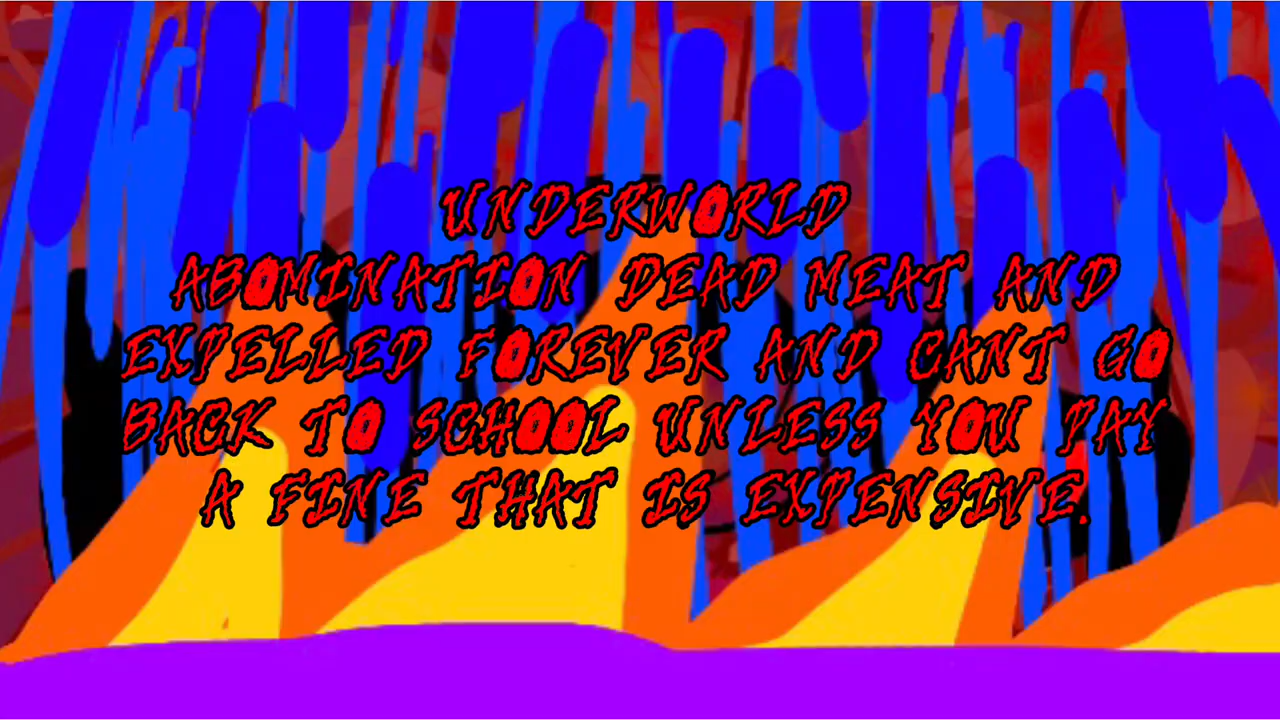 UNDERWORLD
ABOMINATION DEAD MEAT AND
EXPELLED FOREVER AND CANT GO
BACK TO SCHOOL UNLESS YOU PAY
A FINE THAT IS EXPENSIVE.